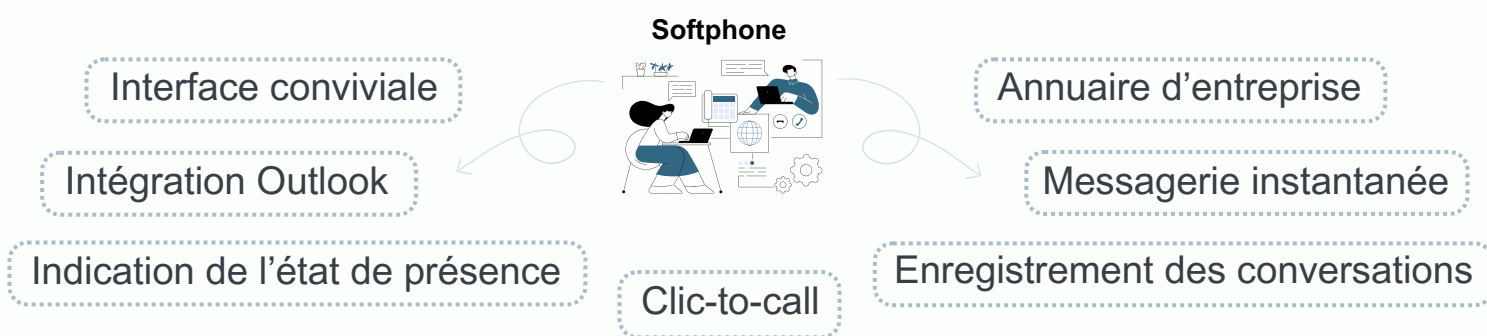 Softphone
Interface conviviale
Annuaire d’entreprise
Intégration Outlook
Messagerie instantanée
Indication de l’état de présence
Enregistrement des conversations
Clic-to-call